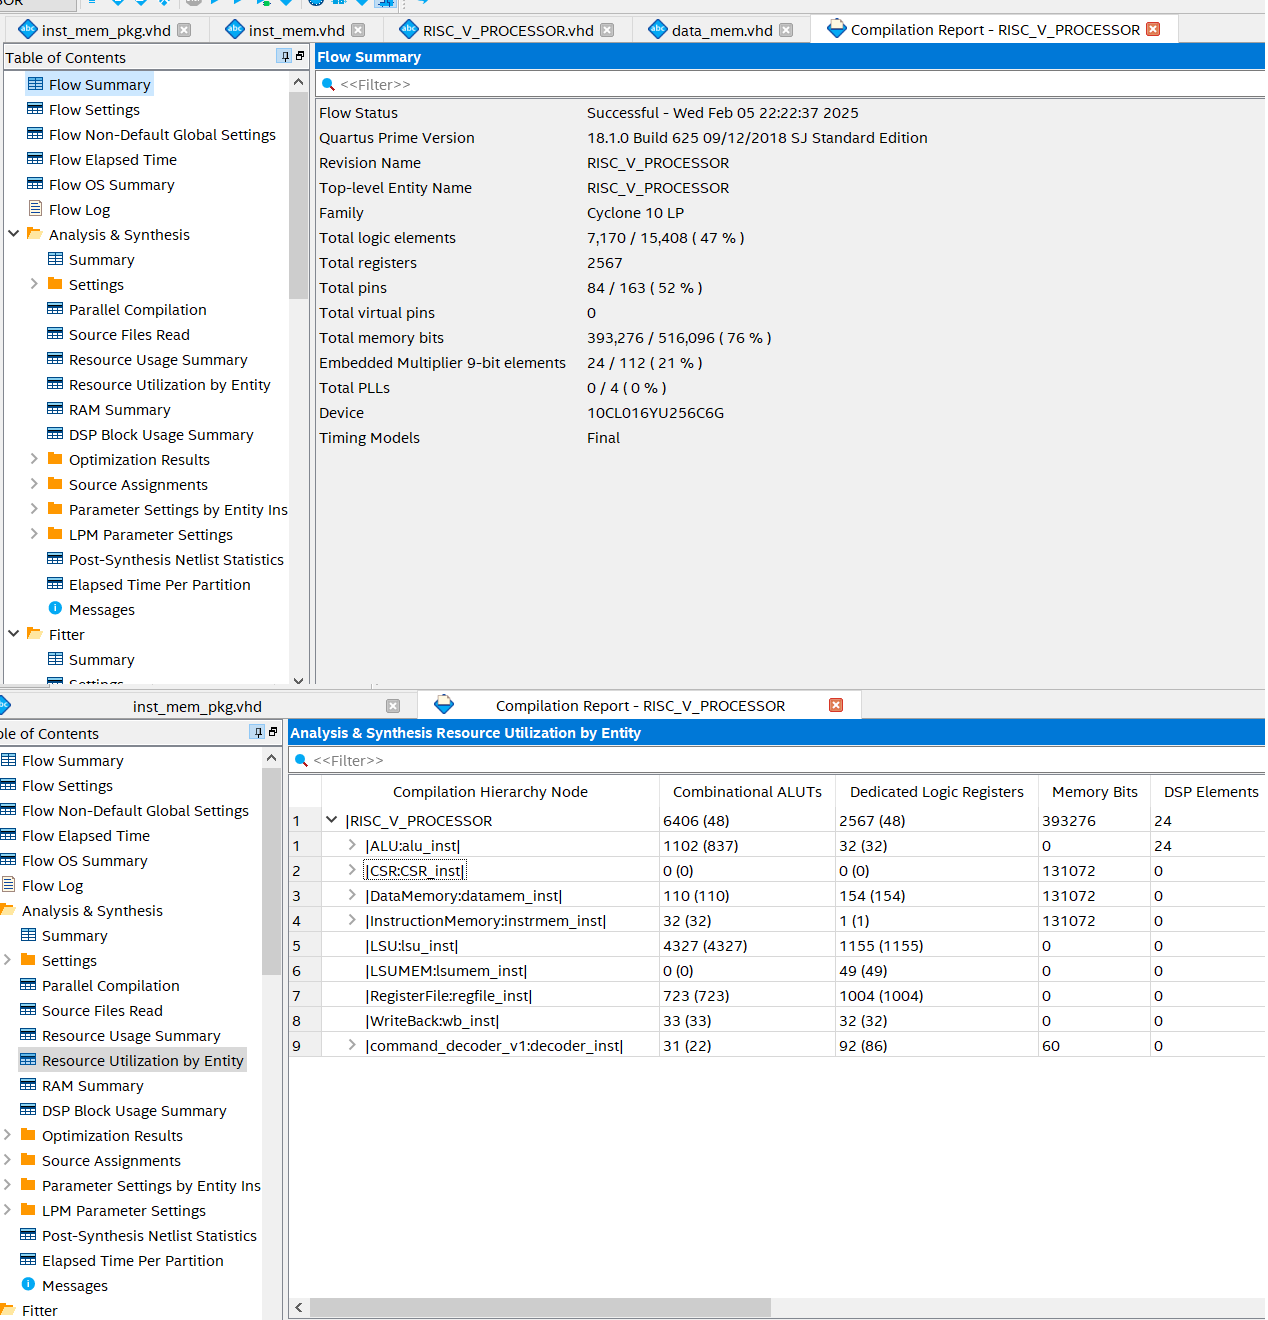 SOR
inst_mem_pkg.vhd inst_mem.vhd RISC_V_PROCESSOR.vhd data_mem.vhd Compilation Report - RISC_V_PROCESSOR
Table of Contents
Flow Summary
Flow Settings
Flow Non-Default Global Settings
Flow Elapsed Time
Flow OS Summary
Flow Log
Analysis & Synthesis
Summary
Settings
Parallel Compilation
Source Files Read
Resource Usage Summary
Resource Utilization by Entity
RAM Summary
DSP Block Usage Summary
Optimization Results
Source Assignments
Parameter Settings by Entity Ins
LPM Parameter Settings
Post-Synthesis Netlist Statistics
Elapsed Time Per Partition
Messages
Fitter
Summary
Settings
Flow Summary
<<Filter>>
Flow Status Successful - Wed Feb 05 22:22:37 2025
Quartus Prime Version 18.1.0 Build 625 09/12/2018 SJ Standard Edition
Revision Name RISC_V_PROCESSOR
Top-level Entity Name RISC_V_PROCESSOR
Family Cyclone 10 LP
Total logic elements 7,170 / 15,408 ( 47 % )
Total registers 2567
Total pins 84 / 163 ( 52 % )
Total virtual pins 0
Total memory bits 393,276 / 516,096 ( 76 % )
Embedded Multiplier 9-bit elements 24 / 112 ( 21 % )
Total PLLs 0 / 4 ( 0 % )
Device 10CL016YU256C6G
Timing Models Final
inst_mem_pkg.vhd Compilation Report - RISC_V_PROCESSOR
ble of Contents
Flow Summary
Flow Settings
Flow Non-Default Global Settings
Flow Elapsed Time
Flow OS Summary
Flow Log
Analysis & Synthesis
Summary
Settings
Parallel Compilation
Source Files Read
Resource Usage Summary
Resource Utilization by Entity
RAM Summary
DSP Block Usage Summary
Optimization Results
Source Assignments
Parameter Settings by Entity Ins
LPM Parameter Settings
Post-Synthesis Netlist Statistics
Elapsed Time Per Partition
Messages
Fitter
Analysis & Synthesis Resource Utilization by Entity
<<Filter>>
Compilation Hierarchy Node Combinational ALUTs Dedicated Logic Registers Memory Bits DSP Elements
1 |RISC_V_PROCESSOR 6406 (48) 2567 (48) 393276 24
1 |ALU:alu_inst| 1102 (837) 32 (32) 0 24
2 |CSR:CSR_inst| 0 (0) 0 (0) 131072 0
3 |DataMemory:datamem_inst| 110 (110) 154 (154) 131072 0
4 |InstructionMemory:instrmem_inst| 32 (32) 1 (1) 131072 0
5 |LSU:lsu_inst| 4327 (4327) 1155 (1155) 0 0
6 |LSUMEM:lsumem_inst| 0 (0) 49 (49) 0 0
7 |RegisterFile:regfile_inst| 723 (723) 1004 (1004) 0 0
8 |WriteBack:wb_inst| 33 (33) 32 (32) 0 0
9 |command_decoder_v1:decoder_inst| 31 (22) 92 (86) 60 0